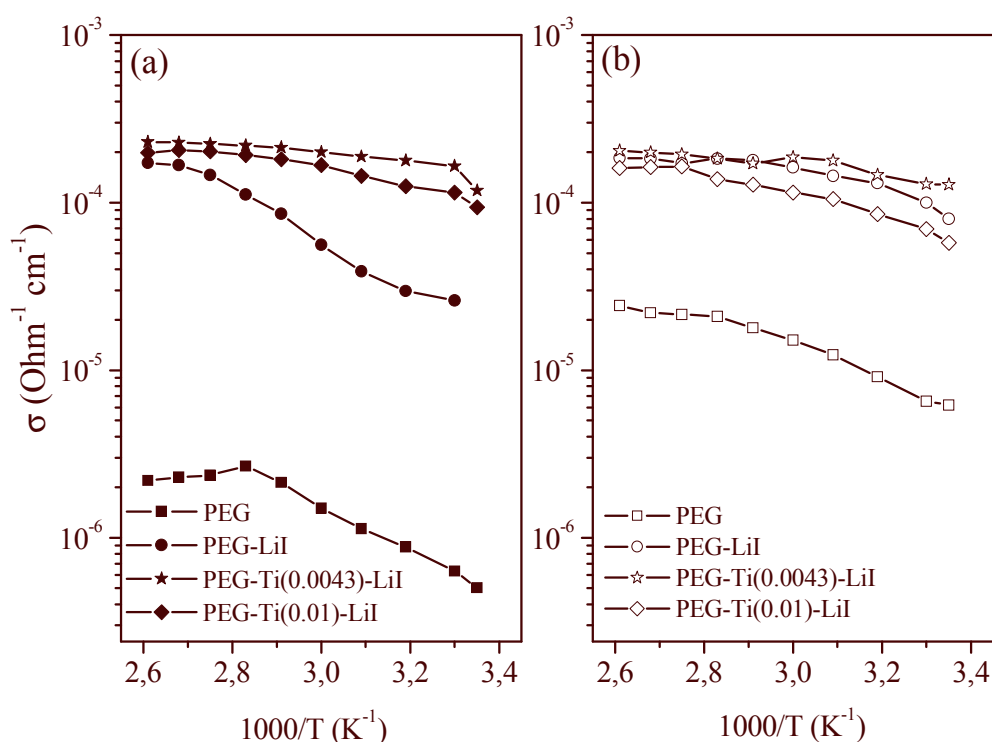 (a)
(b)
σ (Ohm⁻¹ cm⁻¹)
10⁻³
10⁻⁴
10⁻⁵
10⁻⁶
PEG
PEG-LiI
PEG-Ti(0.0043)-LiI
PEG-Ti(0.01)-LiI
2,6 2,8 3,0 3,2 3,4
1000/T (K⁻¹)
10⁻³
10⁻⁴
10⁻⁵
10⁻⁶
PEG
PEG-LiI
PEG-Ti(0.0043)-LiI
PEG-Ti(0.01)-LiI
2,6 2,8 3,0 3,2 3,4
1000/T (K⁻¹)